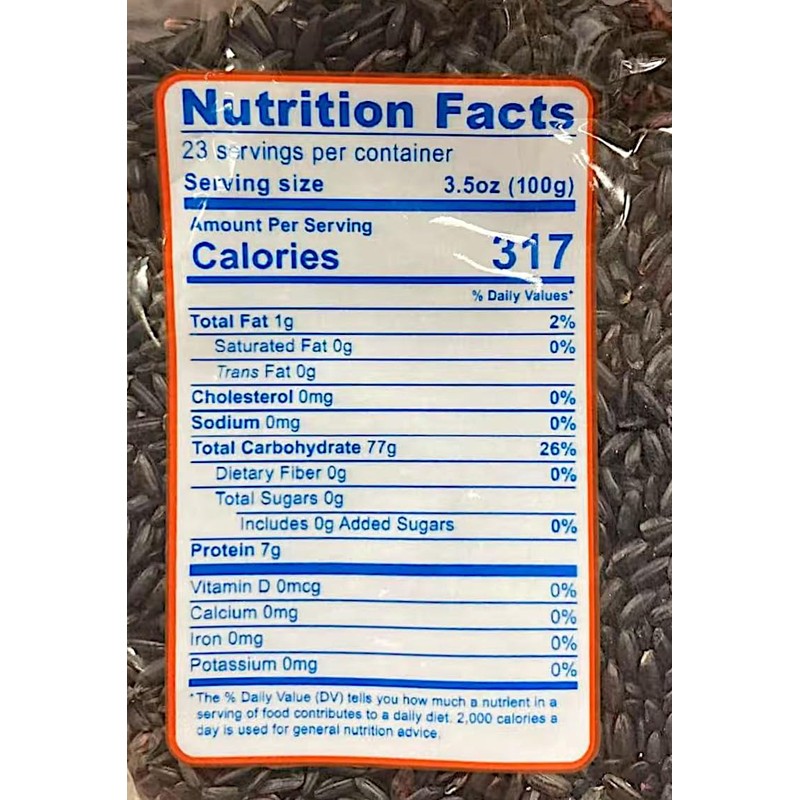 Nutrition Facts
23 servings per container
Serving size 3.5oz (100g)
Amount Per Serving
Calories 317
% Daily Values*
Total Fat 1g 2%
Saturated Fat 0g 0%
Trans Fat 0g
Cholesterol 0mg 0%
Sodium 0mg 0%
Total Carbohydrate 77g 26%
Dietary Fiber 0g 0%
Total Sugars 0g
Includes 0g Added Sugars 0%
Protein 7g
Vitamin D 0mcg 0%
Calcium 0mg 0%
Iron 0mg 0%
Potassium 0mg 0%
*The % Daily Value (DV) tells you how much a nutrient in a
serving of food contributes to a daily diet. 2,000 calories a
day is used for general nutrition advice.